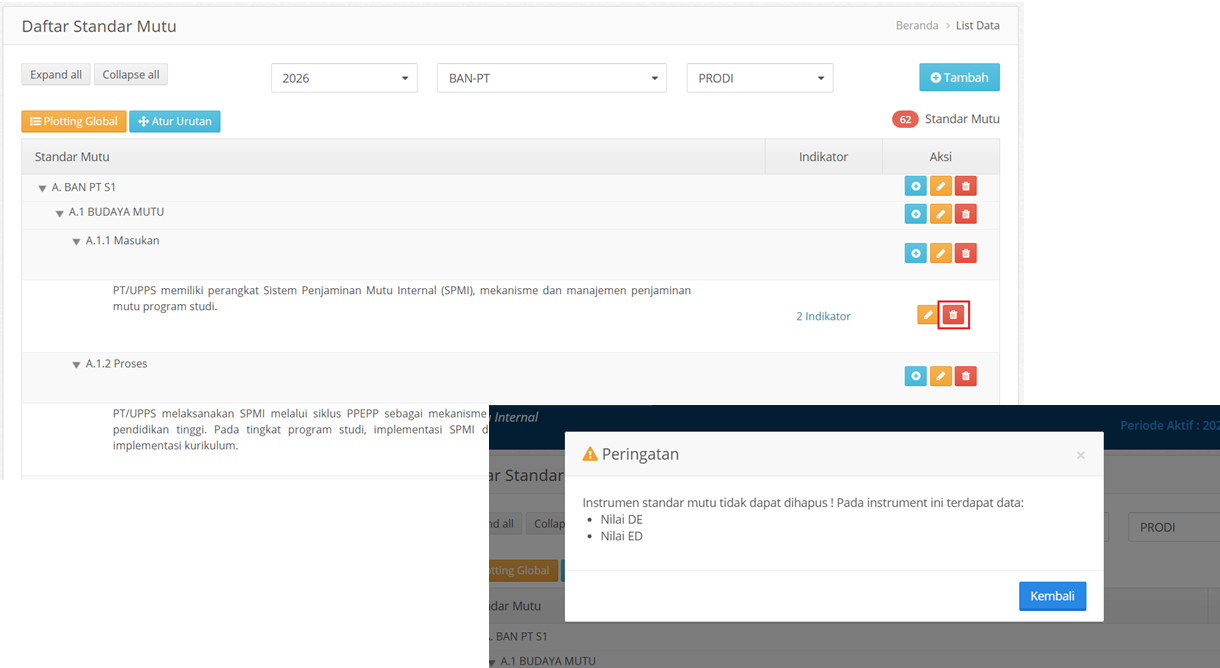 Daftar Standar Mutu
Beranda > List Data
Expand all
Collapse all
2026
BAN-PT
PRODI
Tambah
Plotting Global
Atur Urutan
62 Standar Mutu
Standar Mutu
Indikator
Aksi
A. BAN PT S1
A.1 BUDAYA MUTU
A.1.1 Masukan
PT/UPPS memiliki perangkat Sistem Penjaminan Mutu Internal (SPMI), mekanisme dan manajemen penjaminan
mutu program studi.
2 Indikator
A.1.2 Proses
PT/UPPS melaksanakan SPMI melalui siklus PPEPP sebagai mekanisme
pendidikan tinggi. Pada tingkat program studi, implementasi SPMI d
implementasi kurikulum.
Internal
Periode Aktif : 202
Peringatan
×
ar Standar
Instrumen standar mutu tidak dapat dihapus ! Pada instrument ini terdapat data:
• Nilai DE
• Nilai ED
nd all
Collap
PRODI
tting Global
Kembali
dar Mutu
. BAN PT S1
A.1 BUDAYA MUTU